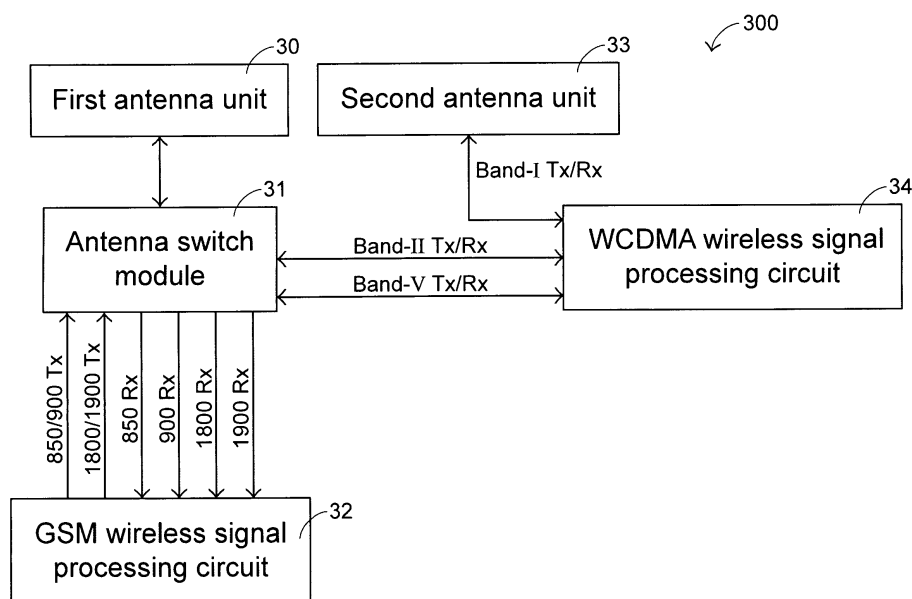 300
30
First antenna unit
33
Second antenna unit
Band-I Tx/Rx
31
Antenna switch
module
34
WCDMA wireless signal
processing circuit
Band-II Tx/Rx
Band-V Tx/Rx
850/900 Tx
1800/1900 Tx
850 Rx
900 Rx
1800 Rx
1900 Rx
32
GSM wireless signal
processing circuit